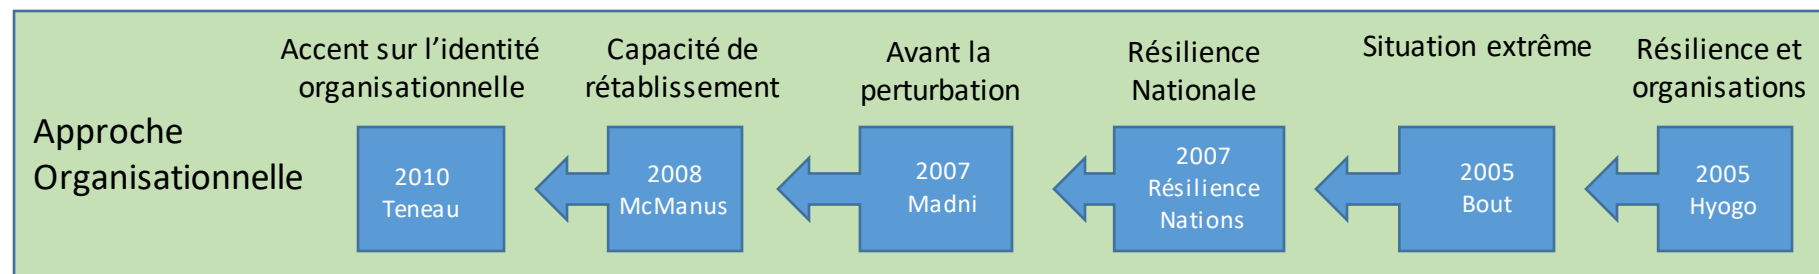 Approche
Organisationnelle
Accent sur l’identité
organisationnelle
2010
Teneau
Capacité de
rétablissement
2008
McManus
Avant la
perturbation
2007
Madni
Résilience
Nationale
2007
Résilience
Nations
Situation extrême
2005
Bout
Résilience et
organisations
2005
Hyogo